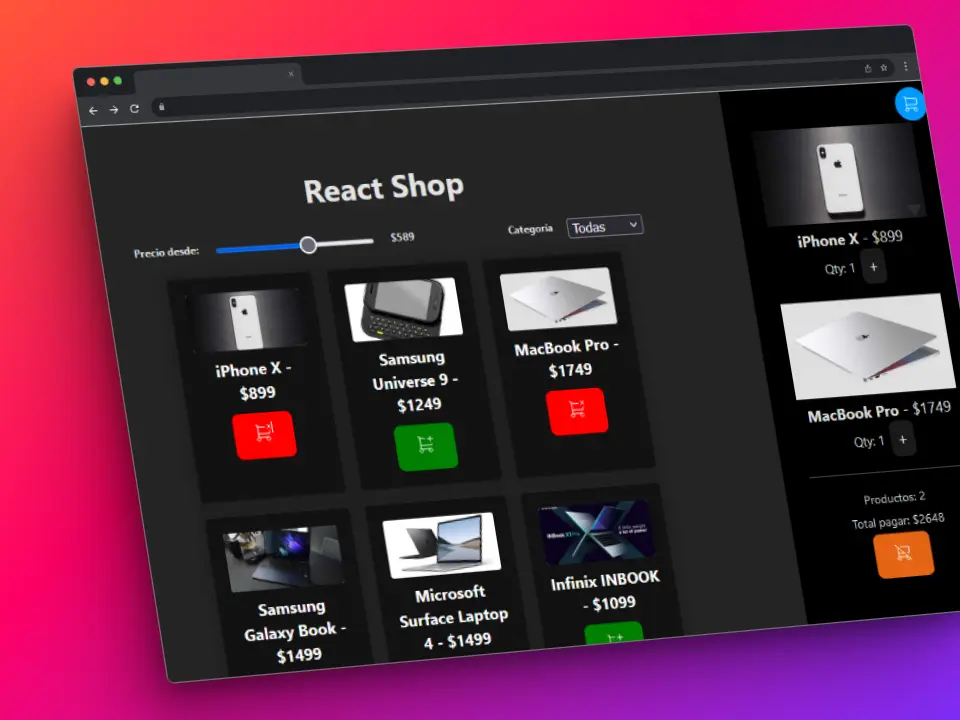 React Shop
Precio desde:
$589
Categoria
Todas
iPhone X -
$899
Samsung
Universe 9 -
$1249
MacBook Pro -
$1749
Samsung
Galaxy Book -
$1499
Microsoft
Surface Laptop
4 - $1499
Infinix INBOOK
- $1099
iPhone X - $899
Qty: 1 +
MacBook Pro - $1749
Qty: 1 +
Productos: 2
Total pagar: $2648